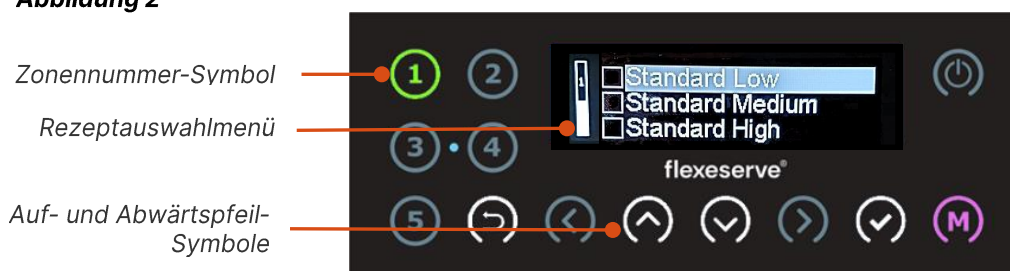 Abbildung 2
Zonennummer-Symbol
Rezeptauswahlmenü
Auf- und Abwärtspfeil-
Symbole
1 2
3 4
5
M
1
Standard Low
Standard Medium
Standard High
flexeserve®